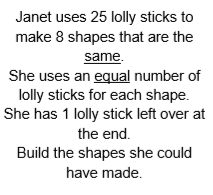 Janet uses 25 lolly sticks to
make 8 shapes that are the
same.
She uses an equal number of
lolly sticks for each shape.
She has 1 lolly stick left over at
the end.
Build the shapes she could
have made.